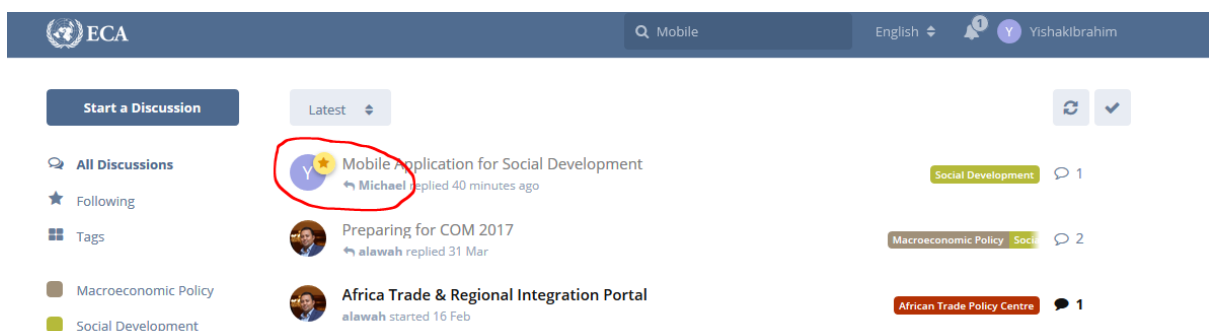 ECA Mobile English 1 Y YishakIbrahim
Start a Discussion Latest
All Discussions
Following
Tags
Macroeconomic Policy
Social Development
Y Mobile Application for Social Development Social Development 1
Michael replied 40 minutes ago
Preparing for COM 2017 Macroeconomic Policy 2
alawah replied 31 Mar
Africa Trade & Regional Integration Portal African Trade Policy Centre 1
alawah started 16 Feb